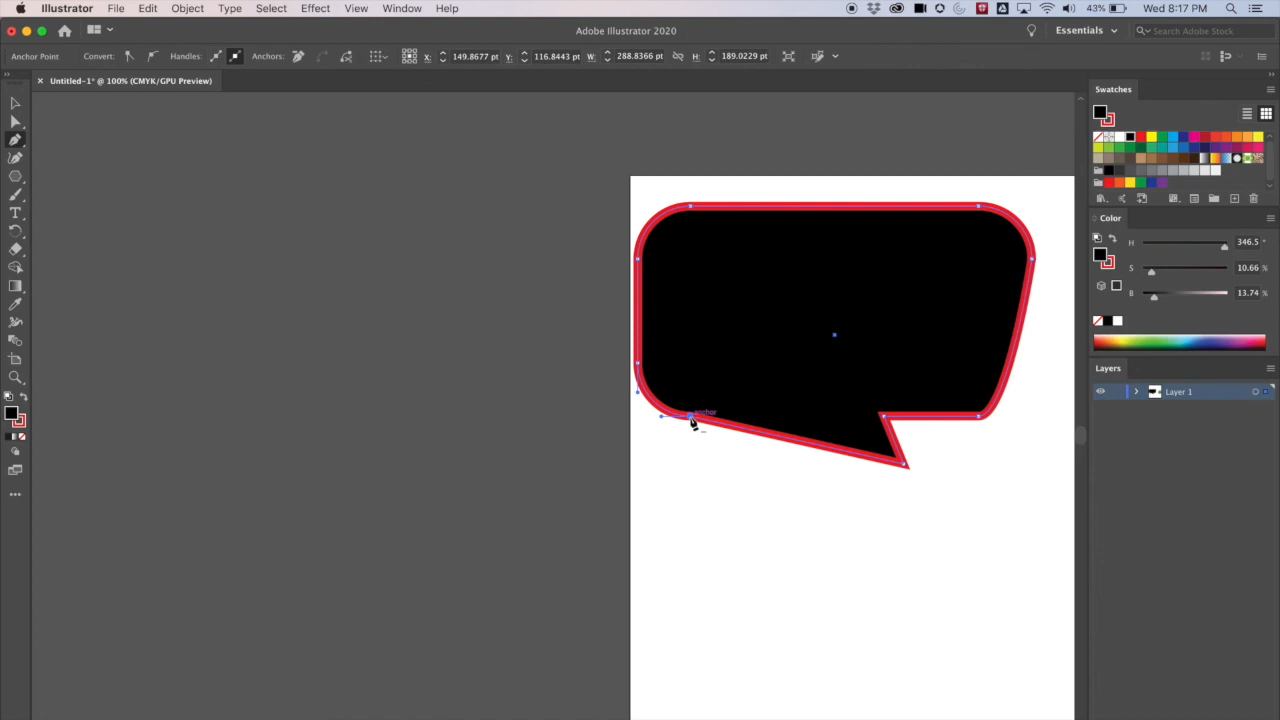 Illustrator File Edit Object Type Select Effect View Window Help 43% Wed 8:17 PM
Adobe Illustrator 2020 Essentials Search Adobe Stock
Anchor Point Convert: Handles: Anchors: X: 149.8677 pt Y: 116.8443 pt W: 288.8366 pt H: 189.0229 pt
× Untitled-1* @ 100% (CMYK/GPU Preview)
Swatches
Color
H 346.5 °
S 10.66 %
B 13.74 %
Layers
Layer 1
anchor